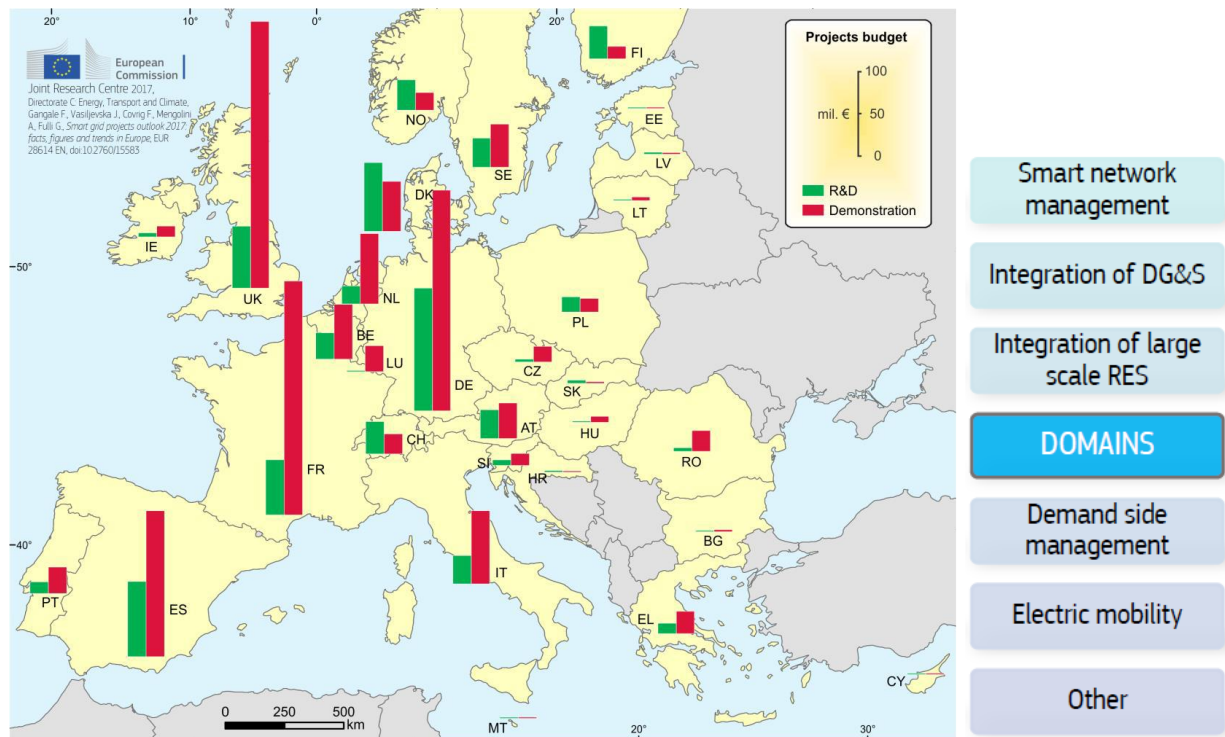 20°
10°
0°
20°
European
Commission
Joint Research Centre 2017,
Directorate C: Energy, Transport and Climate,
Gangale F., Vasiljevska J., Covrig F., Mengolini
A., Fulli G., Smart grid projects outlook 2017,
facts, figures and trends in Europe, EUR
28614 EN, doi:10.2760/15583
Projects budget
100
mil. €
50
0
R&D
Demonstration
FI
NO
EE
SE
LV
DK
LT
IE
50°
UK
NL
PL
BE
LU
CZ
DE
SK
AT
HU
CH
RO
SI
HR
FR
BG
40°
IT
PT
ES
EL
CY
0
250
500
km
MT
20°
30°
Smart network
management
Integration of DG&S
Integration of large
scale RES
DOMAINS
Demand side
management
Electric mobility
Other